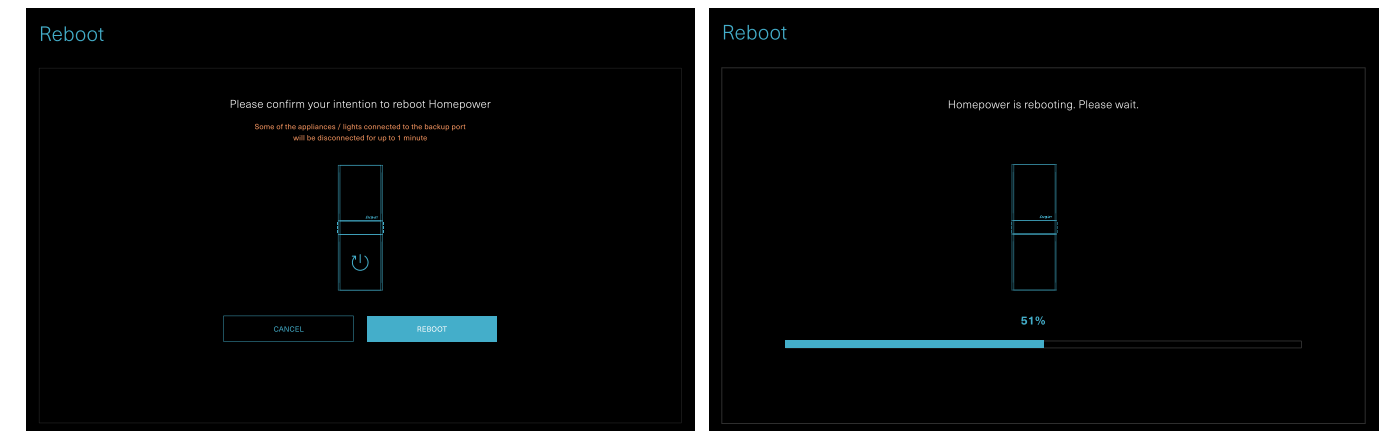 Reboot
Please confirm your intention to reboot Homepower
Some of the appliances / lights connected to the backup port
will be disconnected for up to 1 minute
CANCEL
REBOOT
Reboot
Homepower is rebooting. Please wait.
51%